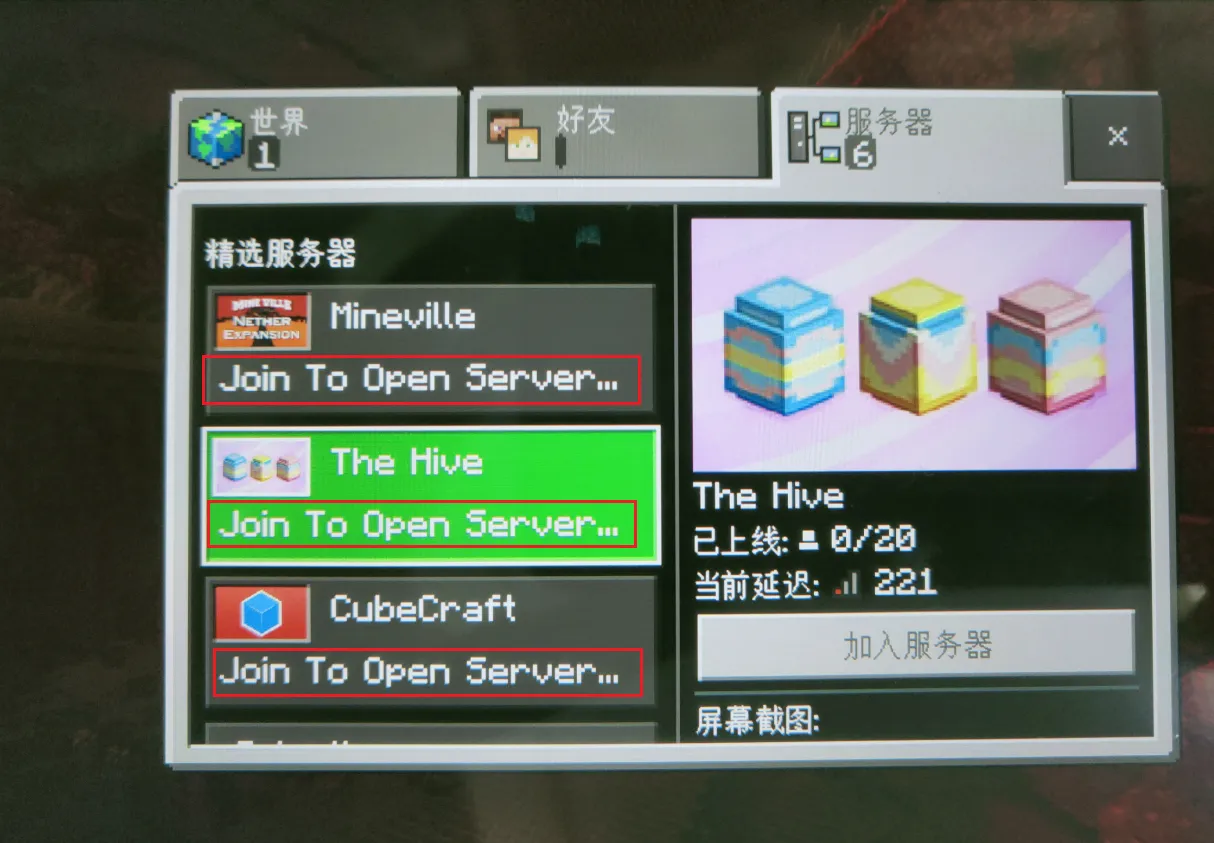 世界
1
好友
服务器
6
精选服务器
MINEVILLE
NETHER
EXPANSION
Mineville
Join To Open Server...
The Hive
Join To Open Server...
CubeCraft
Join To Open Server...
The Hive
已上线: 0/20
当前延迟: 221
加入服务器
屏幕截图: